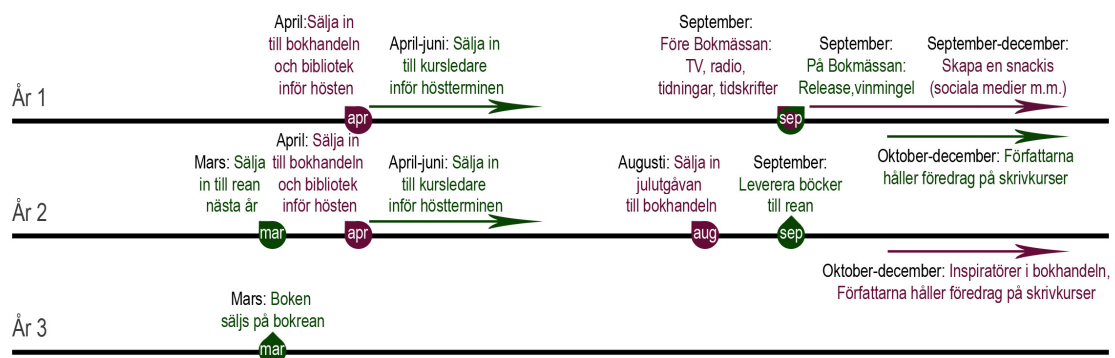 April:Sälja in
till bokhandeln
och bibliotek
inför hösten
April-juni: Sälja in
till kursledare
inför höstterminen
September:
Före Bokmässan:
TV, radio,
tidningar, tidskrifter
September:
På Bokmässan:
Release,vinmingel
September-december:
Skapa en snackis
(sociala medier m.m.)
År 1
apr
sep
Oktober-december: Författarna
håller föredrag på skrivkurser
Mars: Sälja
in till rean
nästa år
April: Sälja in
till bokhandeln
och bibliotek
inför hösten
April-juni: Sälja in
till kursledare
inför höstterminen
Augusti: Sälja in
julutgåvan
till bokhandeln
September:
Leverera böcker
till rean
År 2
mar
apr
aug
sep
Oktober-december: Inspiratörer i bokhandeln,
Författarna håller föredrag på skrivkurser
Mars: Boken
säljs på bokrean
År 3
mar